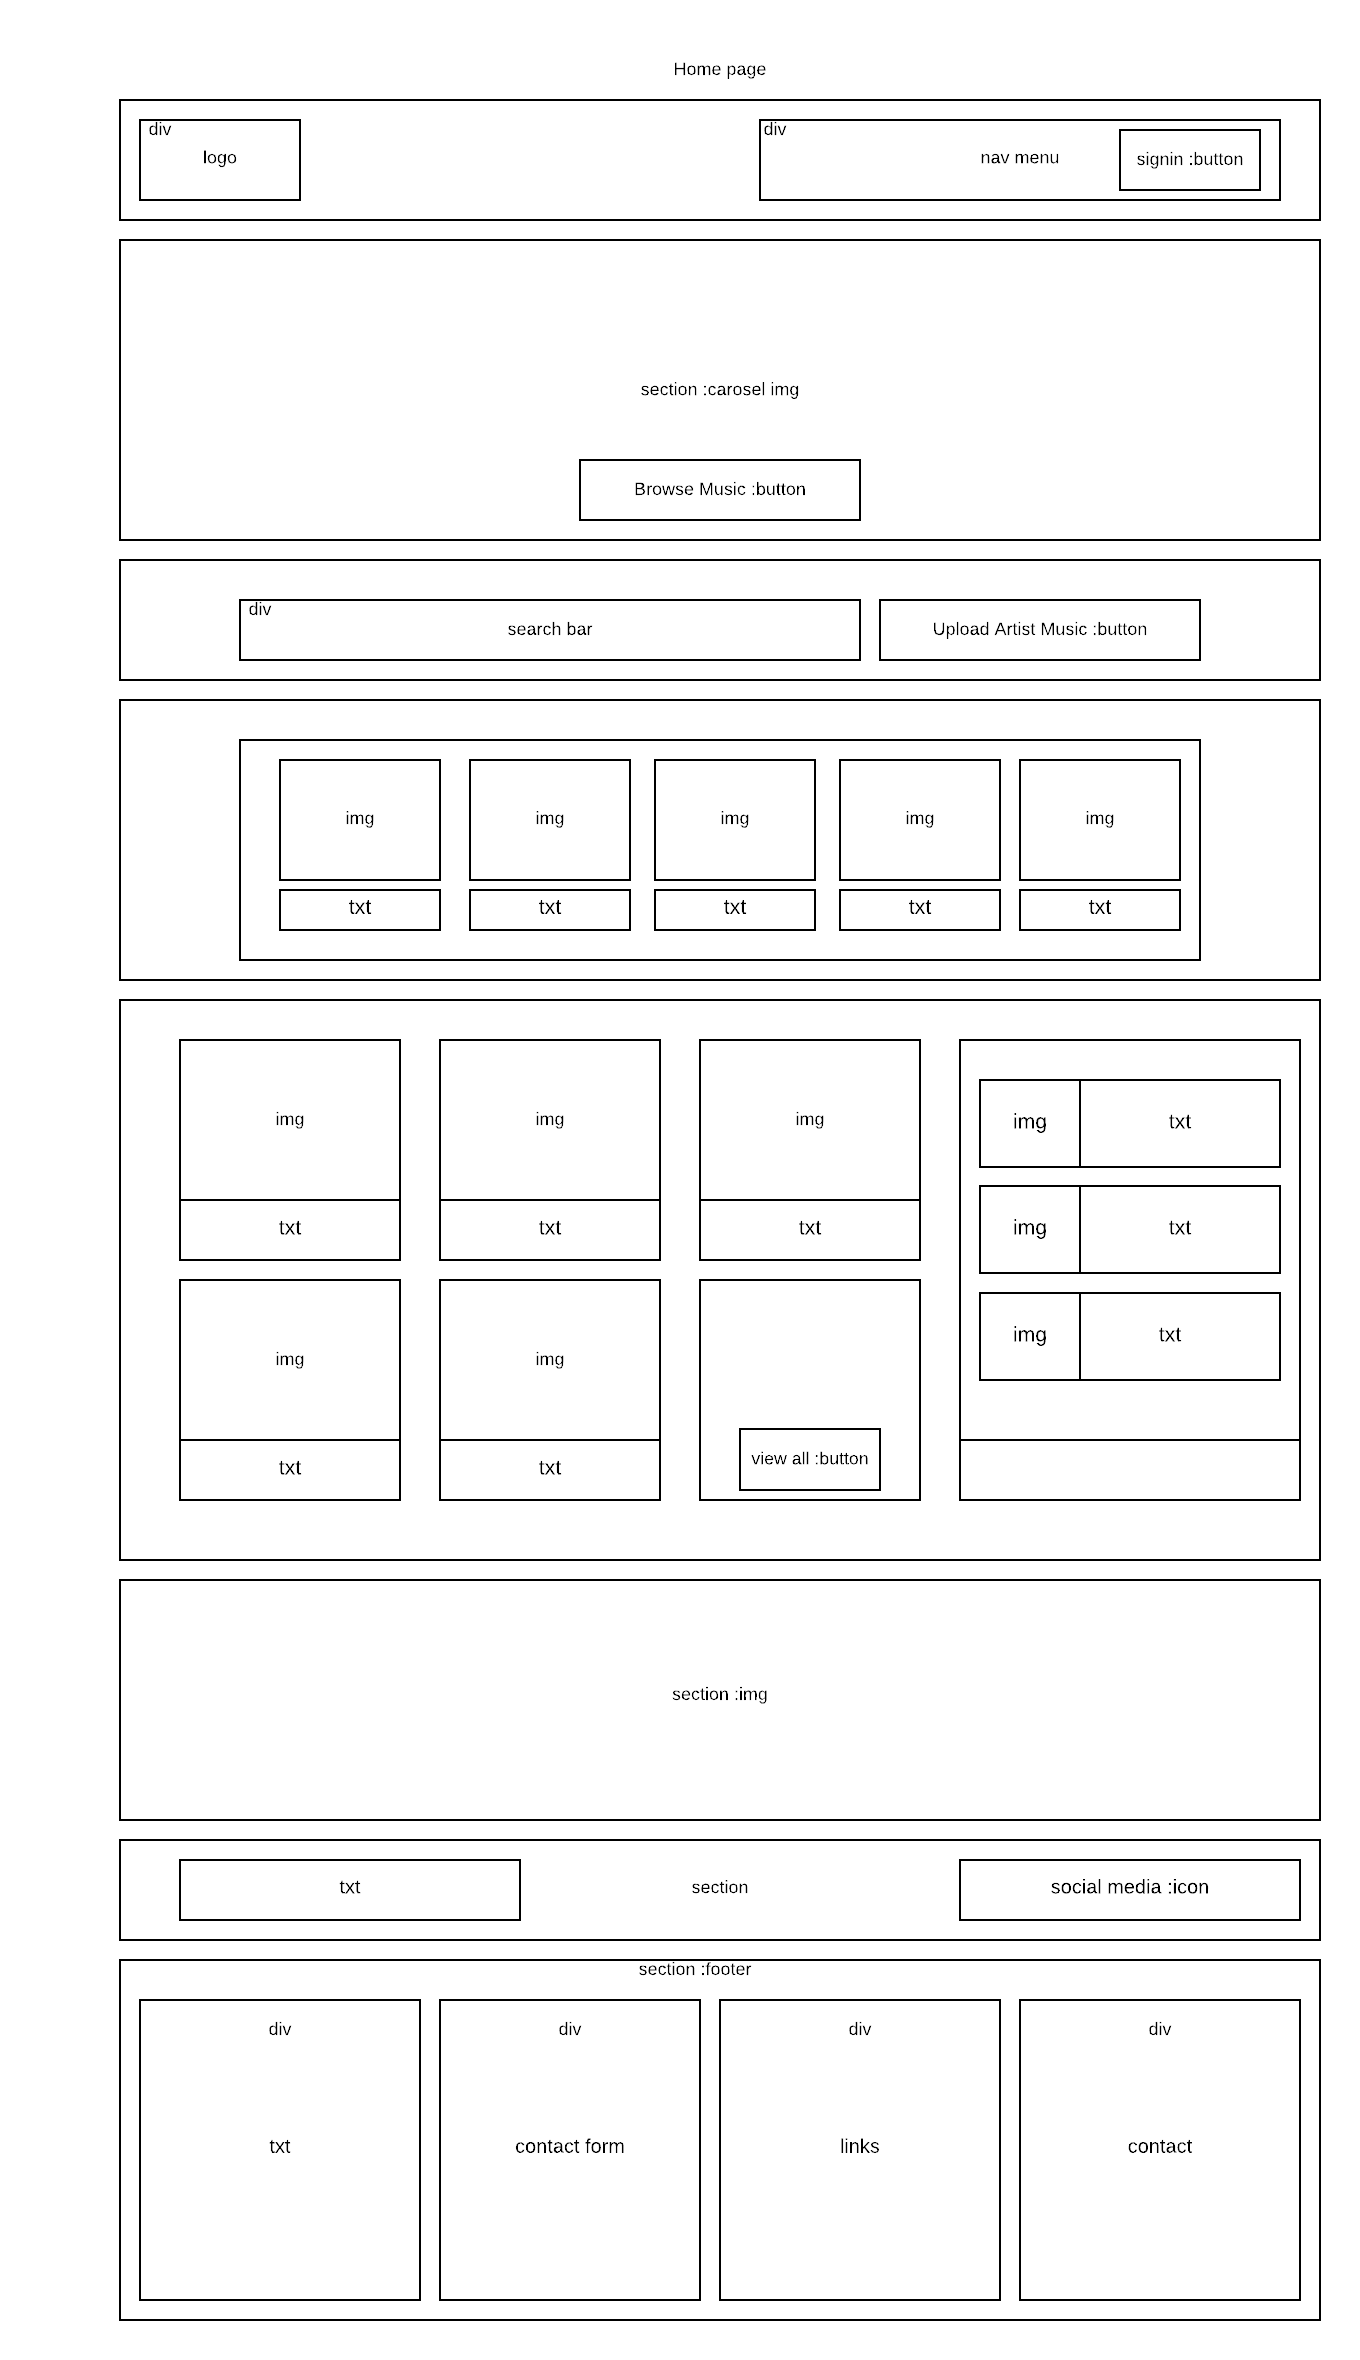 Home page
div
logo
div
nav menu
signin :button
section :carosel img
Browse Music :button
div
search bar
Upload Artist Music :button
img
img
img
img
img
txt
txt
txt
txt
txt
img
img
img
txt
txt
txt
img
txt
img
txt
img
txt
img
img
txt
txt
view all :button
section :img
txt
section
social media :icon
section :footer
div
div
div
div
txt
contact form
links
contact